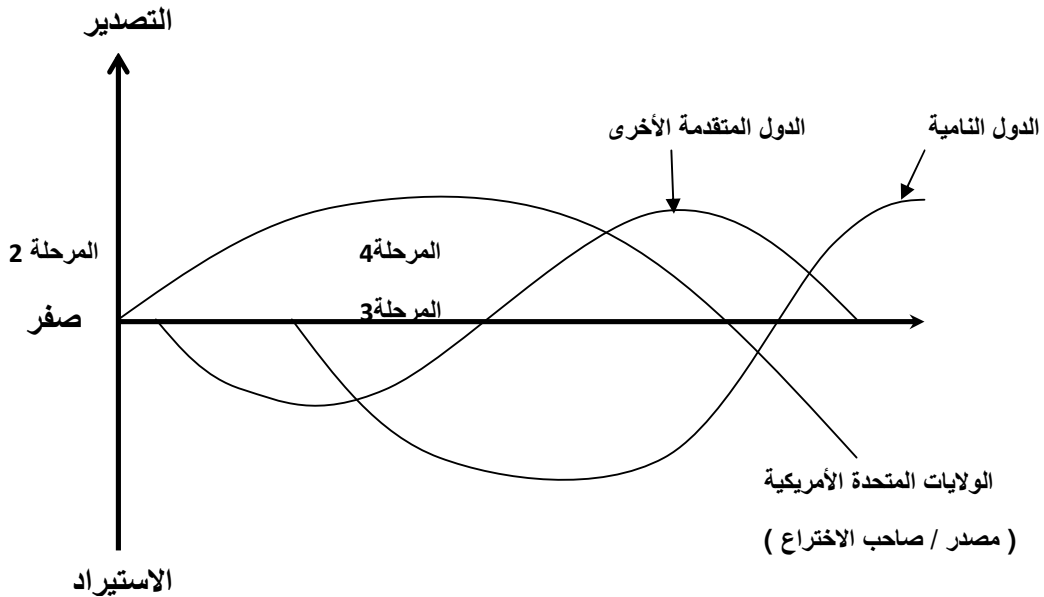 التصدير
الدول المتقدمة الأخرى
الدول النامية
المرحلة 2
المرحلة4
صفر
المرحلة3
الولايات المتحدة الأمريكية
( مصدر / صاحب الاختراع )
الاستيراد